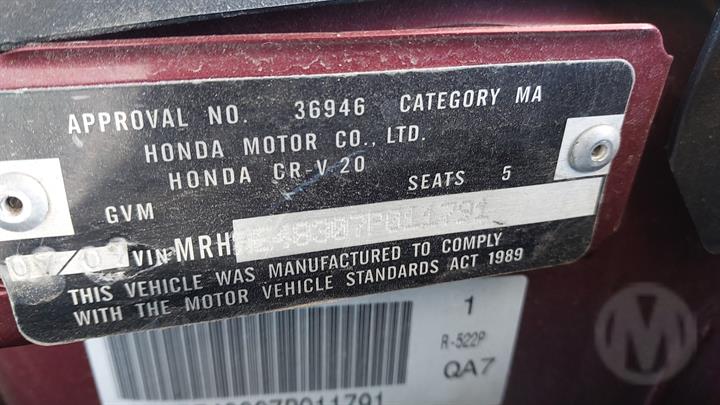 APPROVAL NO. 36946 CATEGORY MA
HONDA MOTOR CO., LTD.
HONDA CR-V 20
GVM SEATS 5
VIN MRH
THIS VEHICLE WAS MANUFACTURED TO COMPLY
WITH THE MOTOR VEHICLE STANDARDS ACT 1989
1
R-522P
QA7
M